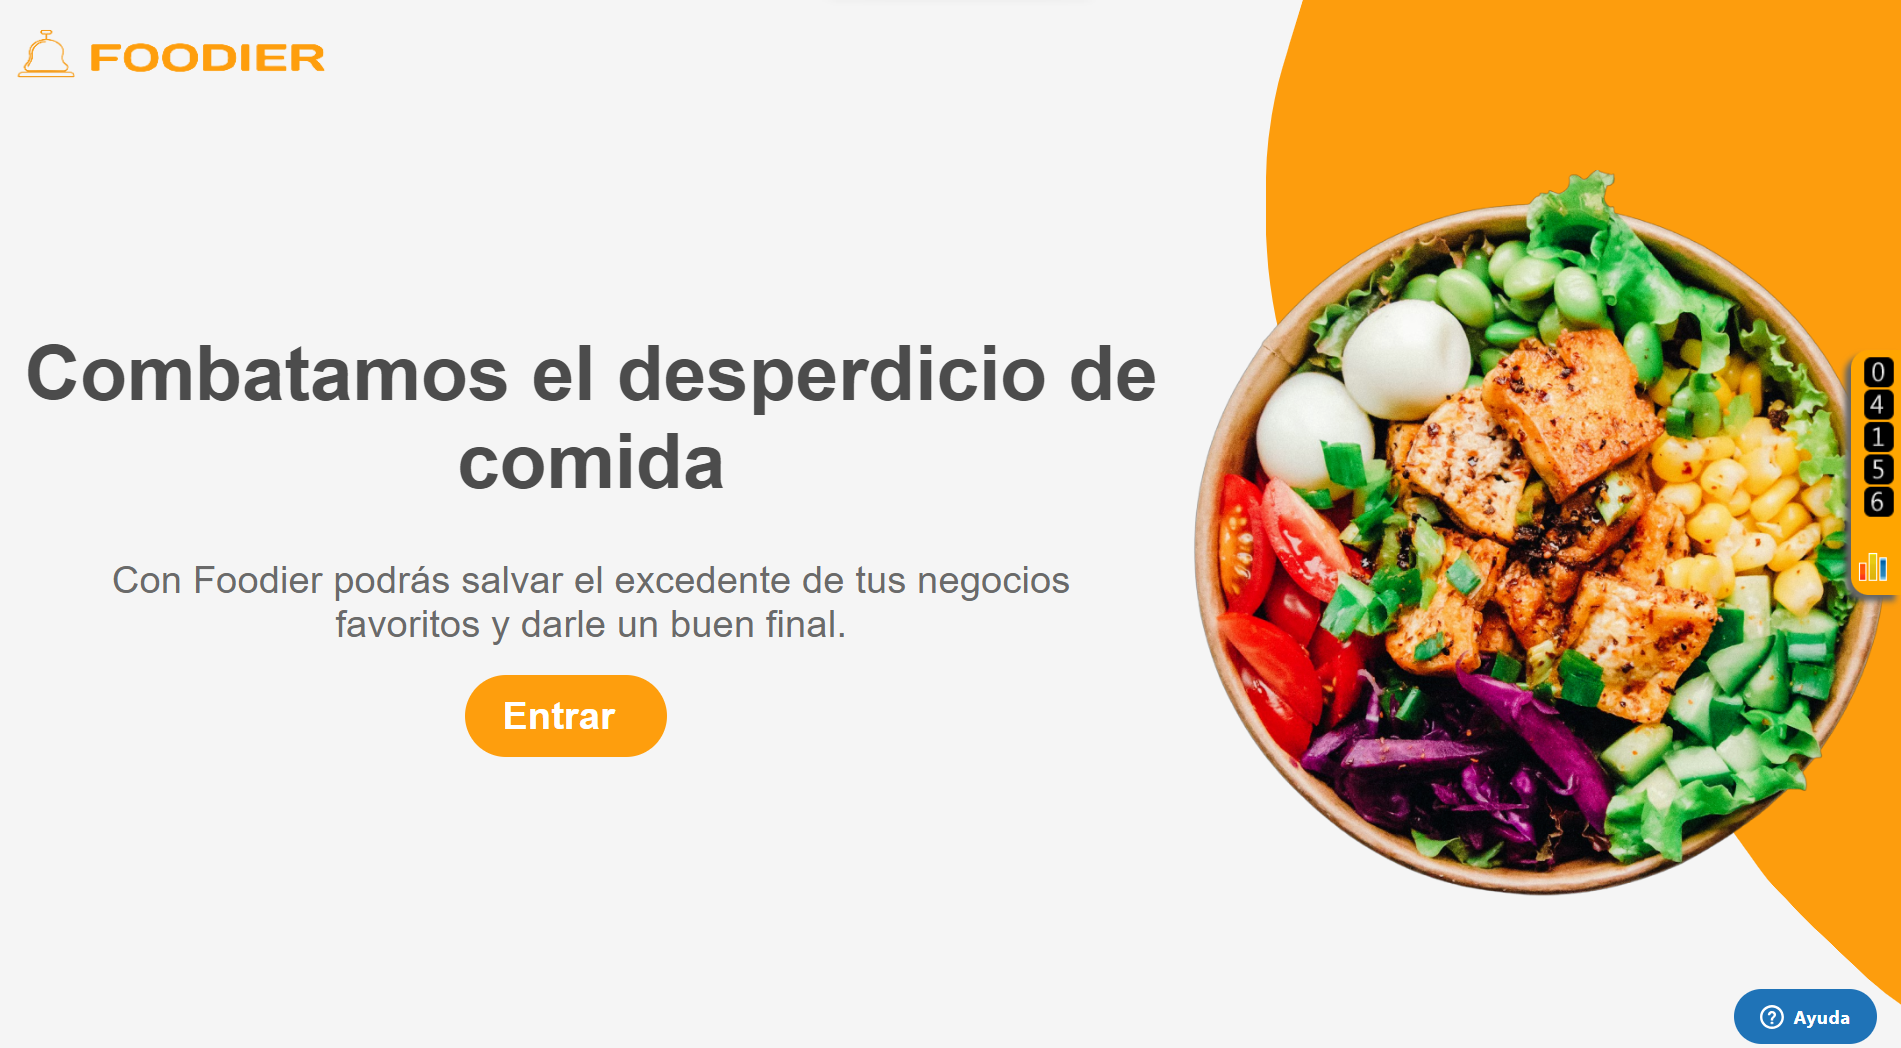 FOODIER
Combatamos el desperdicio de
comida
Con Foodier podrás salvar el excedente de tus negocios
favoritos y darle un buen final.
Entrar
0
4
1
5
6
Ayuda